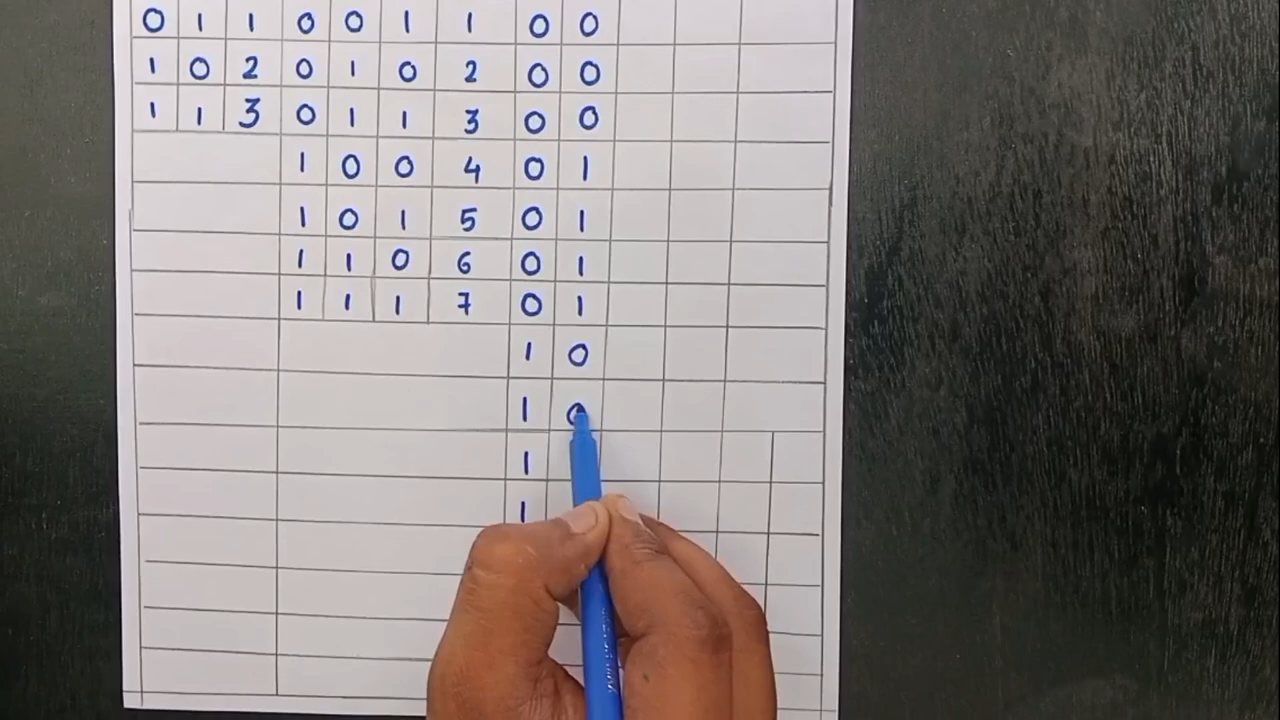 0 1 1 0 0 1 1 0 0
1 0 2 0 1 0 2 0 0
1 1 3 0 1 1 3 0 0
1 0 0 4 0 1
1 0 1 5 0 1
1 1 0 6 0 1
1 1 1 7 0 1
1 0
1 0
1
1